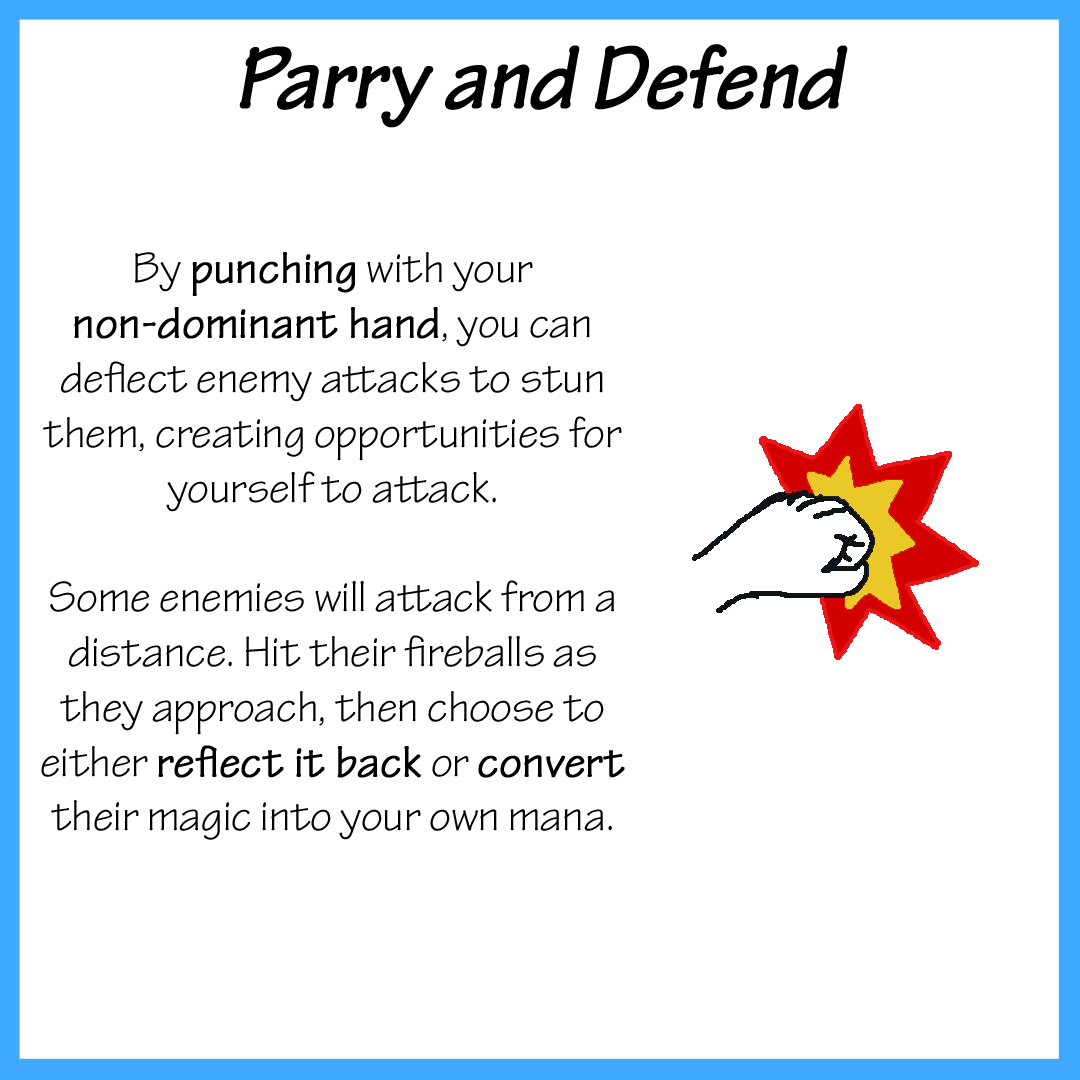 Parry and Defend
By punching with your
non-dominant hand, you can
deflect enemy attacks to stun
them, creating opportunities for
yourself to attack.
Some enemies will attack from a
distance. Hit their fireballs as
they approach, then choose to
either reflect it back or convert
their magic into your own mana.